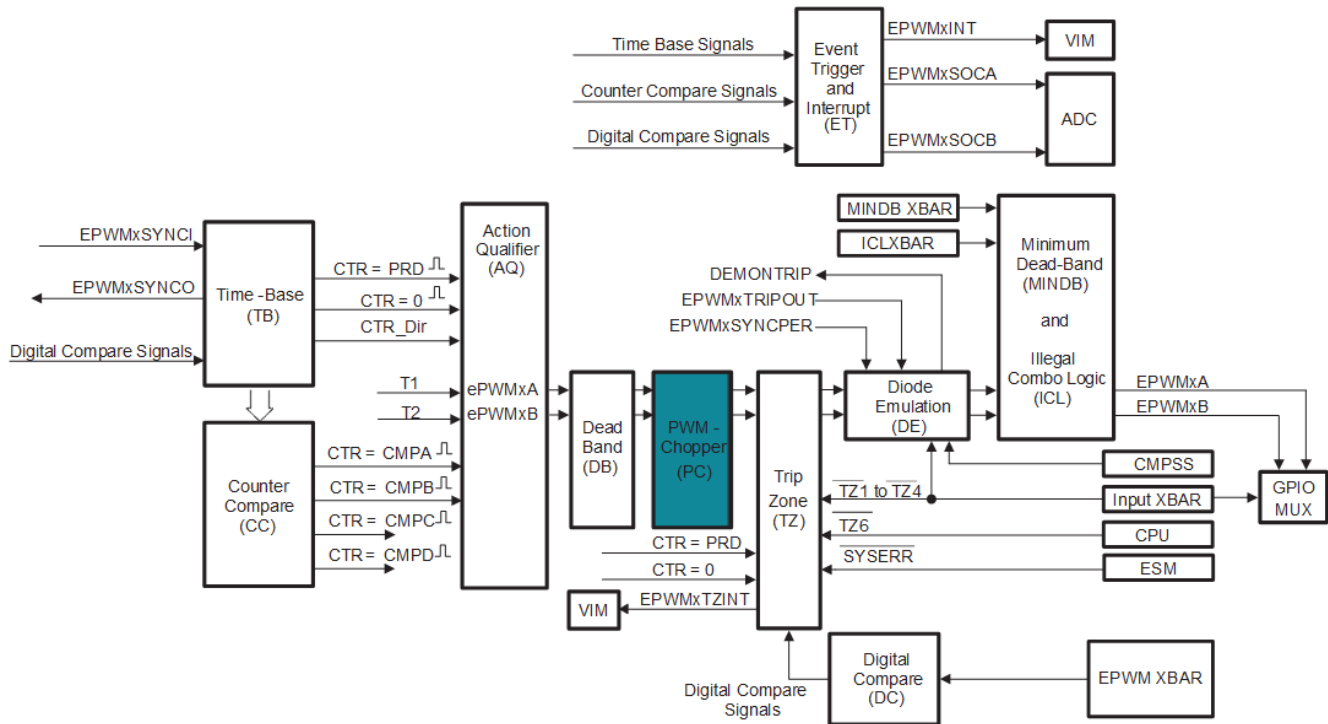 Time Base Signals
Counter Compare Signals
Digital Compare Signals
Event
Trigger
and
Interrupt
(ET)
EPWMxINT
EPWMxSOCA
EPWMxSOCB
VIM
ADC
EPWMxSYNCI
EPWMxSYNCO
Digital Compare Signals
Time -Base
(TB)
CTR = PRD
CTR = 0
CTR_Dir
T1
T2
Counter
Compare
(CC)
CTR = CMPA
CTR = CMPB
CTR = CMPC
CTR = CMPD
Action
Qualifier
(AQ)
ePWMxA
ePWMxB
Dead
Band
(DB)
PWM -
Chopper
(PC)
CTR = PRD
CTR = 0
EPWMxTZINT
VIM
Trip
Zone
(TZ)
DEMONTRIP
EPWMxTRIPOUT
EPWMxSYNCPER
Diode
Emulation
(DE)
MINDB XBAR
ICLXBAR
Minimum
Dead-Band
(MINDB)
and
Illegal
Combo Logic
(ICL)
EPWMxA
EPWMxB
TZ1 to TZ4
TZ6
SYSERR
CMPSS
Input XBAR
CPU
ESM
GPIO
MUX
Digital Compare
Signals
Digital
Compare
(DC)
EPWM XBAR